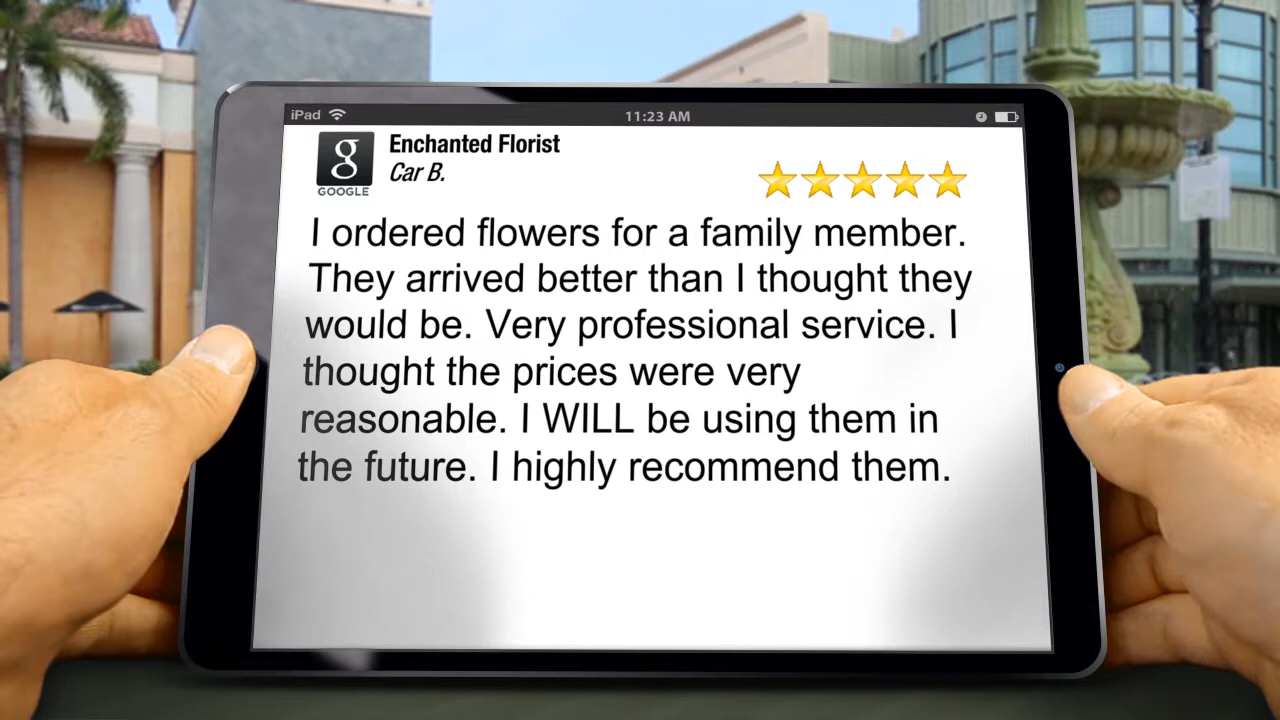 iPad 11:23 AM
g
GOOGLE
Enchanted Florist
Car B.
I ordered flowers for a family member.
They arrived better than I thought they
would be. Very professional service. I
thought the prices were very
reasonable. I WILL be using them in
the future. I highly recommend them.